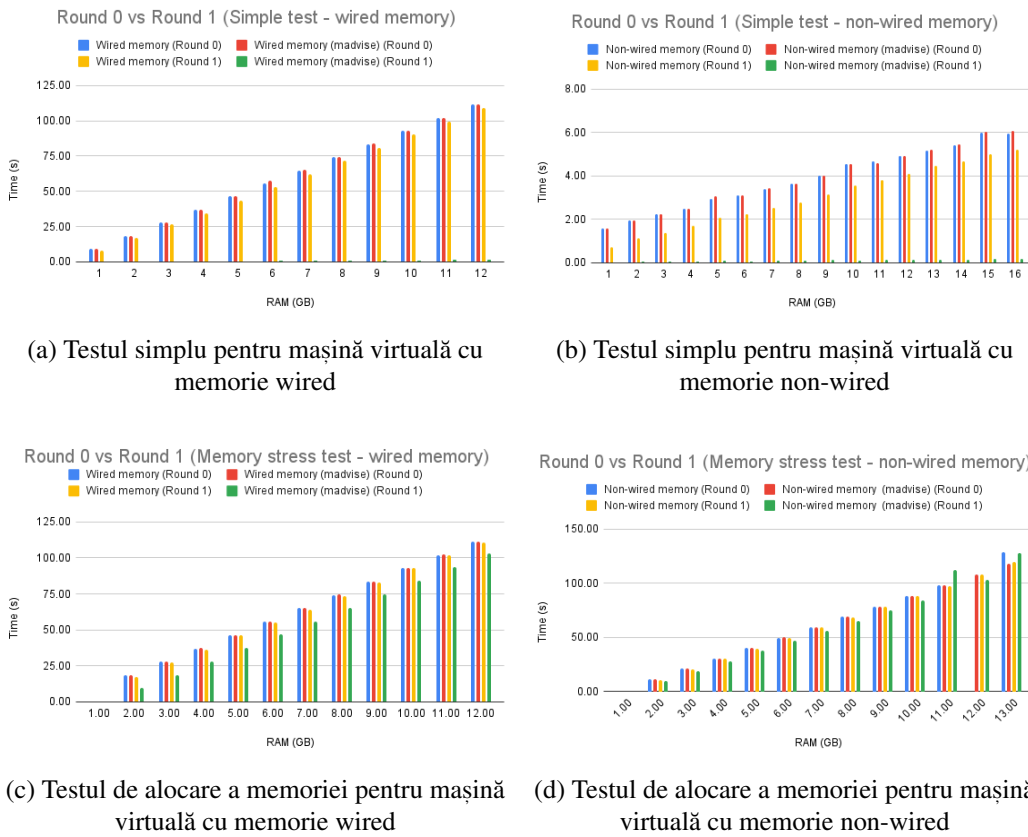 Round 0 vs Round 1 (Simple test - wired memory)
Wired memory (Round 0) Wired memory (madvise) (Round 0)
Wired memory (Round 1) Wired memory (madvise) (Round 1)
125.00
100.00
75.00
50.00
25.00
0.00
Time (s)
1 2 3 4 5 6 7 8 9 10 11 12
RAM (GB)
(a) Testul simplu pentru mașină virtuală cu
memorie wired
Round 0 vs Round 1 (Simple test - non-wired memory)
Non-wired memory (Round 0) Non-wired memory (madvise) (Round 0)
Non-wired memory (Round 1) Non-wired memory (madvise) (Round 1)
8.00
6.00
4.00
2.00
0.00
Time (s)
1 2 3 4 5 6 7 8 9 10 11 12 13 14 15 16
RAM (GB)
(b) Testul simplu pentru mașină virtuală cu
memorie non-wired
Round 0 vs Round 1 (Memory stress test - wired memory)
Wired memory (Round 0) Wired memory (madvise) (Round 0)
Wired memory (Round 1) Wired memory (madvise) (Round 1)
125.00
100.00
75.00
50.00
25.00
0.00
Time (s)
1.00 2.00 3.00 4.00 5.00 6.00 7.00 8.00 9.00 10.00 11.00 12.00
RAM (GB)
(c) Testul de alocare a memoriei pentru mașină
virtuală cu memorie wired
Round 0 vs Round 1 (Memory stress test - non-wired memory)
Non-wired memory (Round 0) Non-wired memory (madvise) (Round 0)
Non-wired memory (Round 1) Non-wired memory (madvise) (Round 1)
150.00
100.00
50.00
0.00
Time (s)
1.00 2.00 3.00 4.00 5.00 6.00 7.00 8.00 9.00 10.00 11.00 12.00 13.00
RAM (GB)
(d) Testul de alocare a memoriei pentru mașină
virtuală cu memorie non-wired